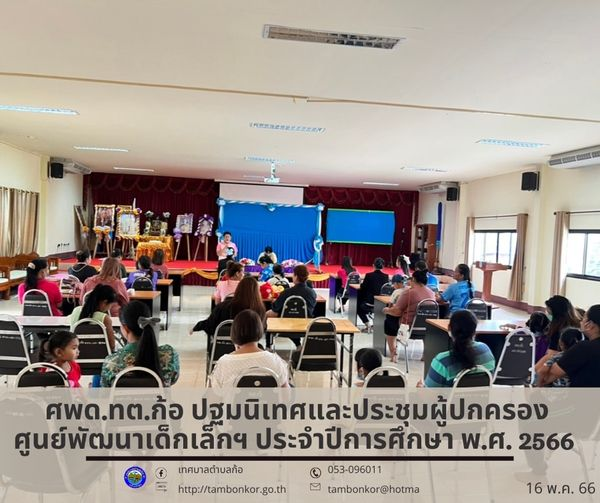 ศพด.ทต.ก้อ ปฐมนิเทศและประชุมผู้ปกครอง
ศูนย์พัฒนาเด็กเล็กฯ ประจำปีการศึกษา พ.ศ. 2566
เทศบาลตำบลก้อ
053-096011
http://tambonkor.go.th
tambonkor@hotma
16 พ.ค. 66